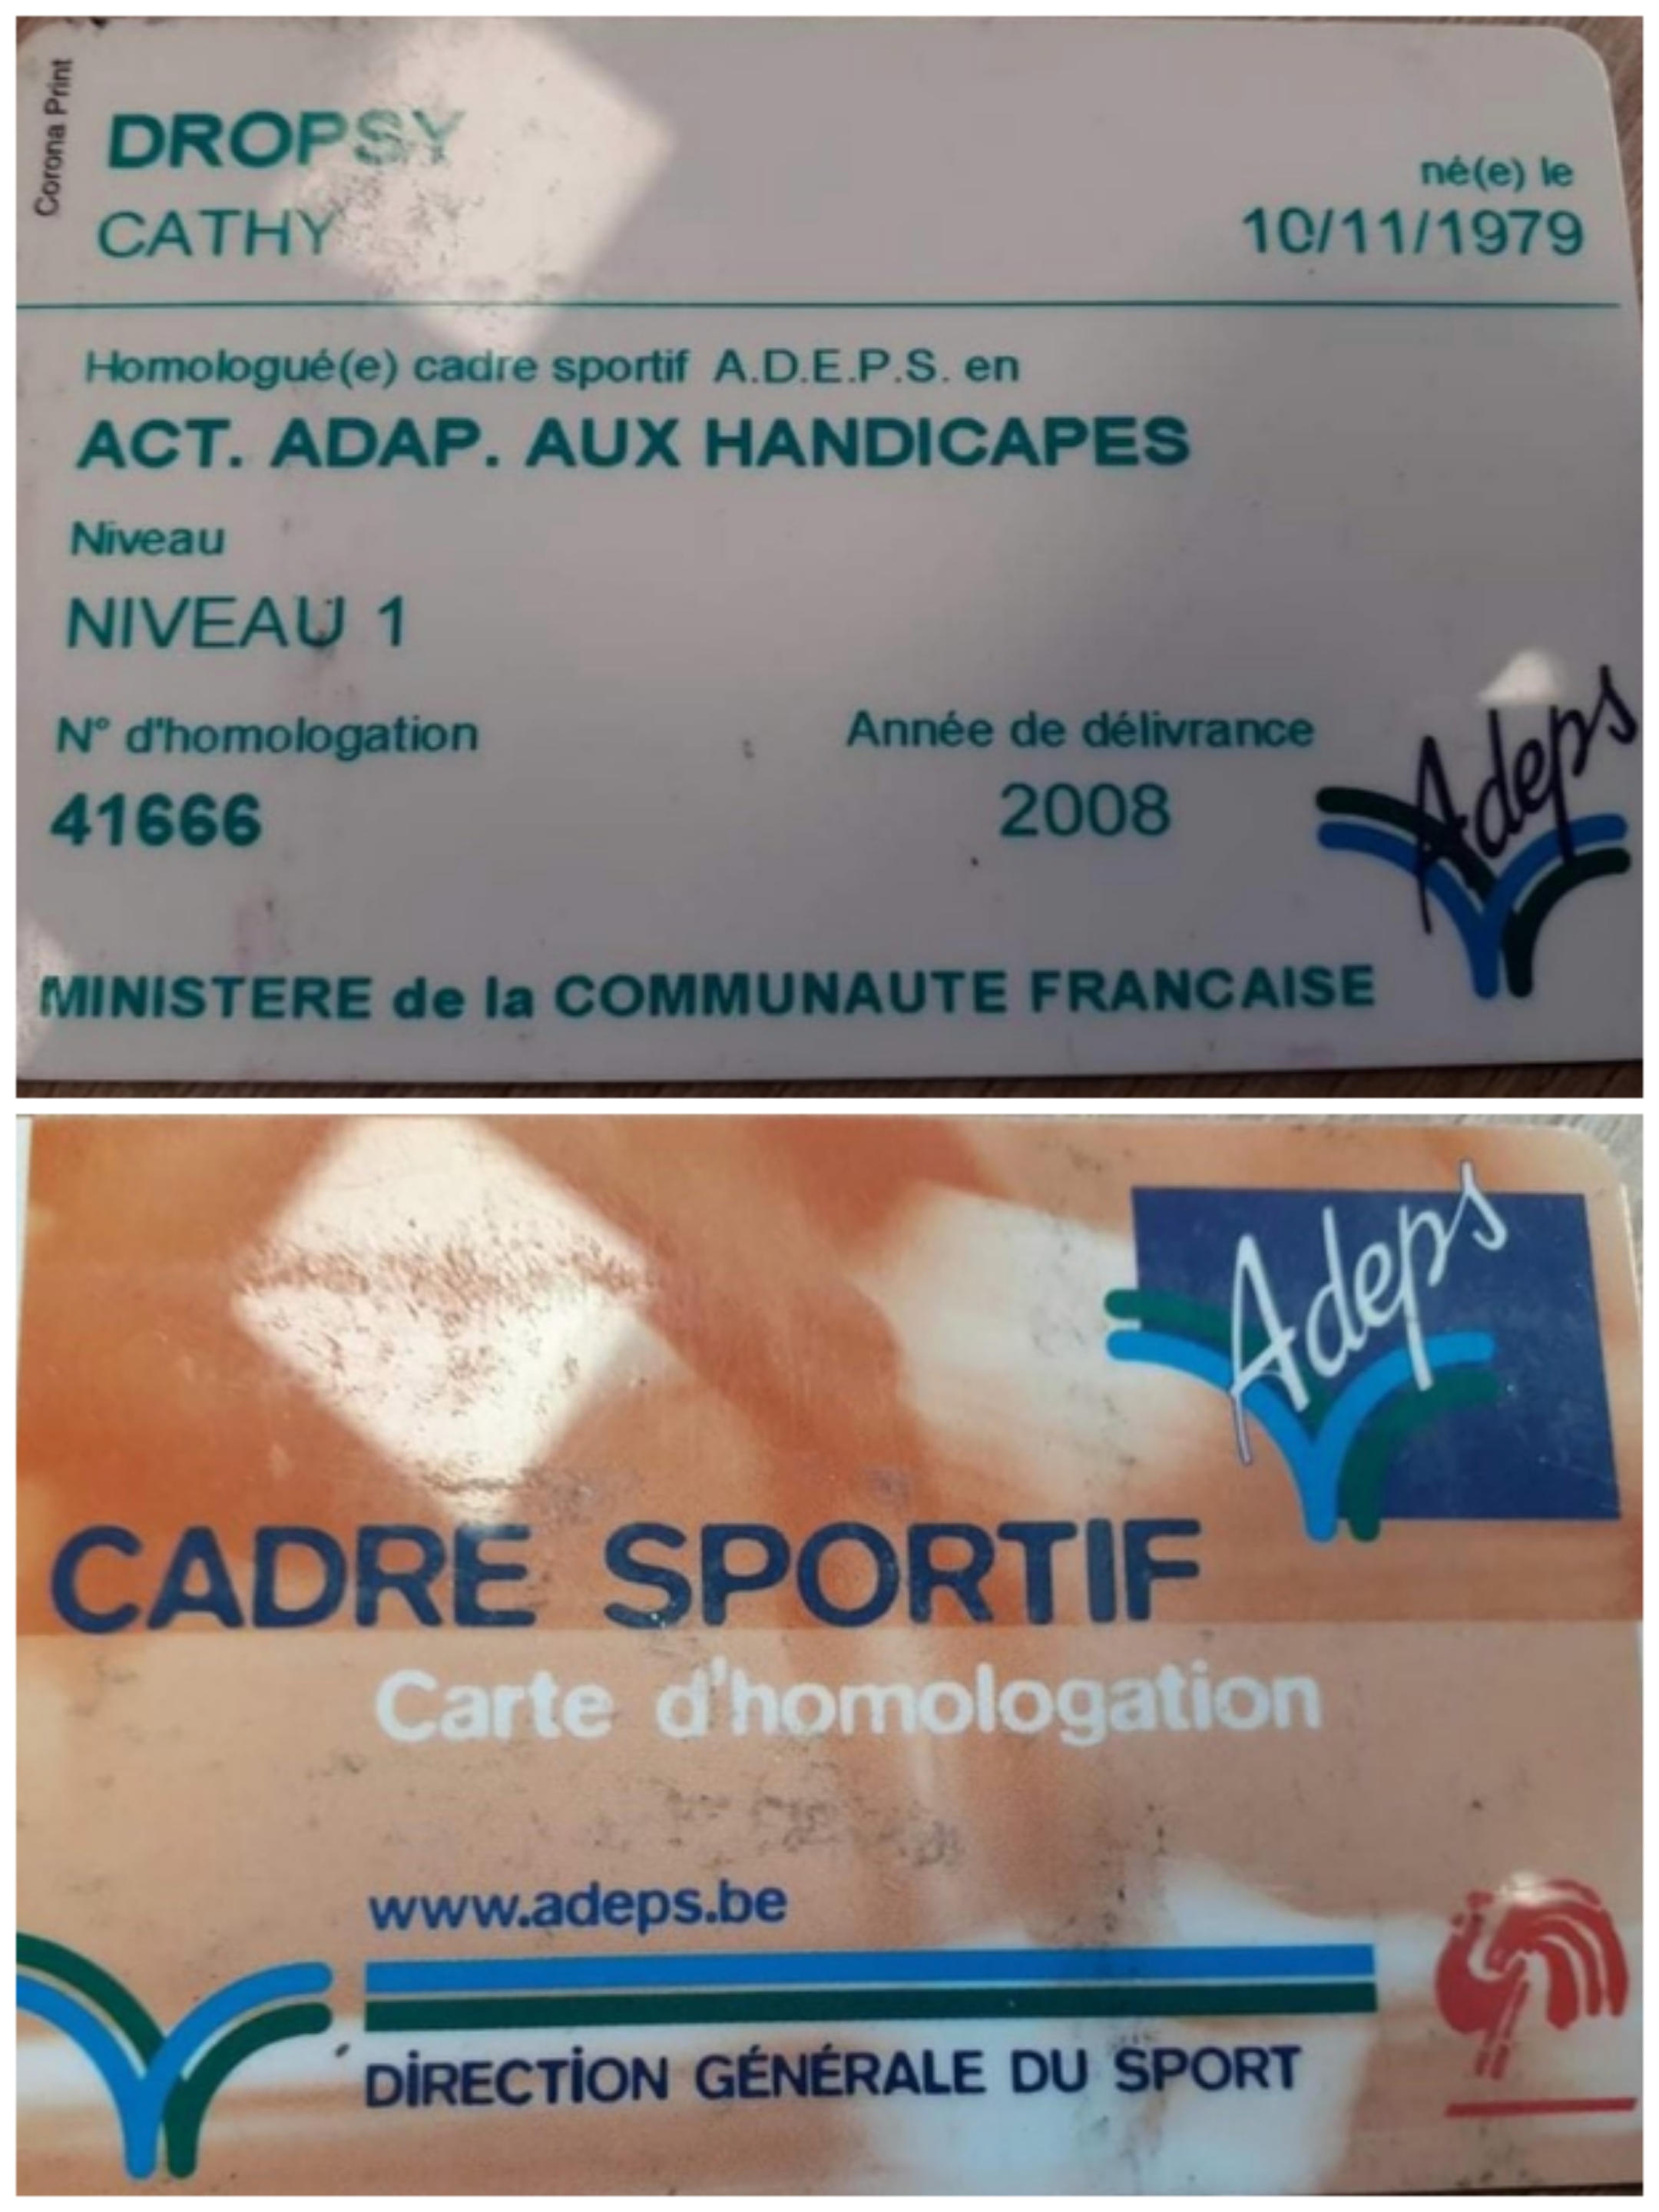 Corona Print
DROPSY
CATHY
né(e) le
10/11/1979
Homologué(e) cadre sportif A.D.E.P.S. en
ACT. ADAP. AUX HANDICAPES
Niveau
NIVEAU 1
N° d'homologation
41666
Année de délivrance
2008
Adeps
MINISTERE de la COMMUNAUTE FRANCAISE
Adeps
CADRE SPORTIF
Carte d'homologation
www.adeps.be
DIRECTION GÉNÉRALE DU SPORT